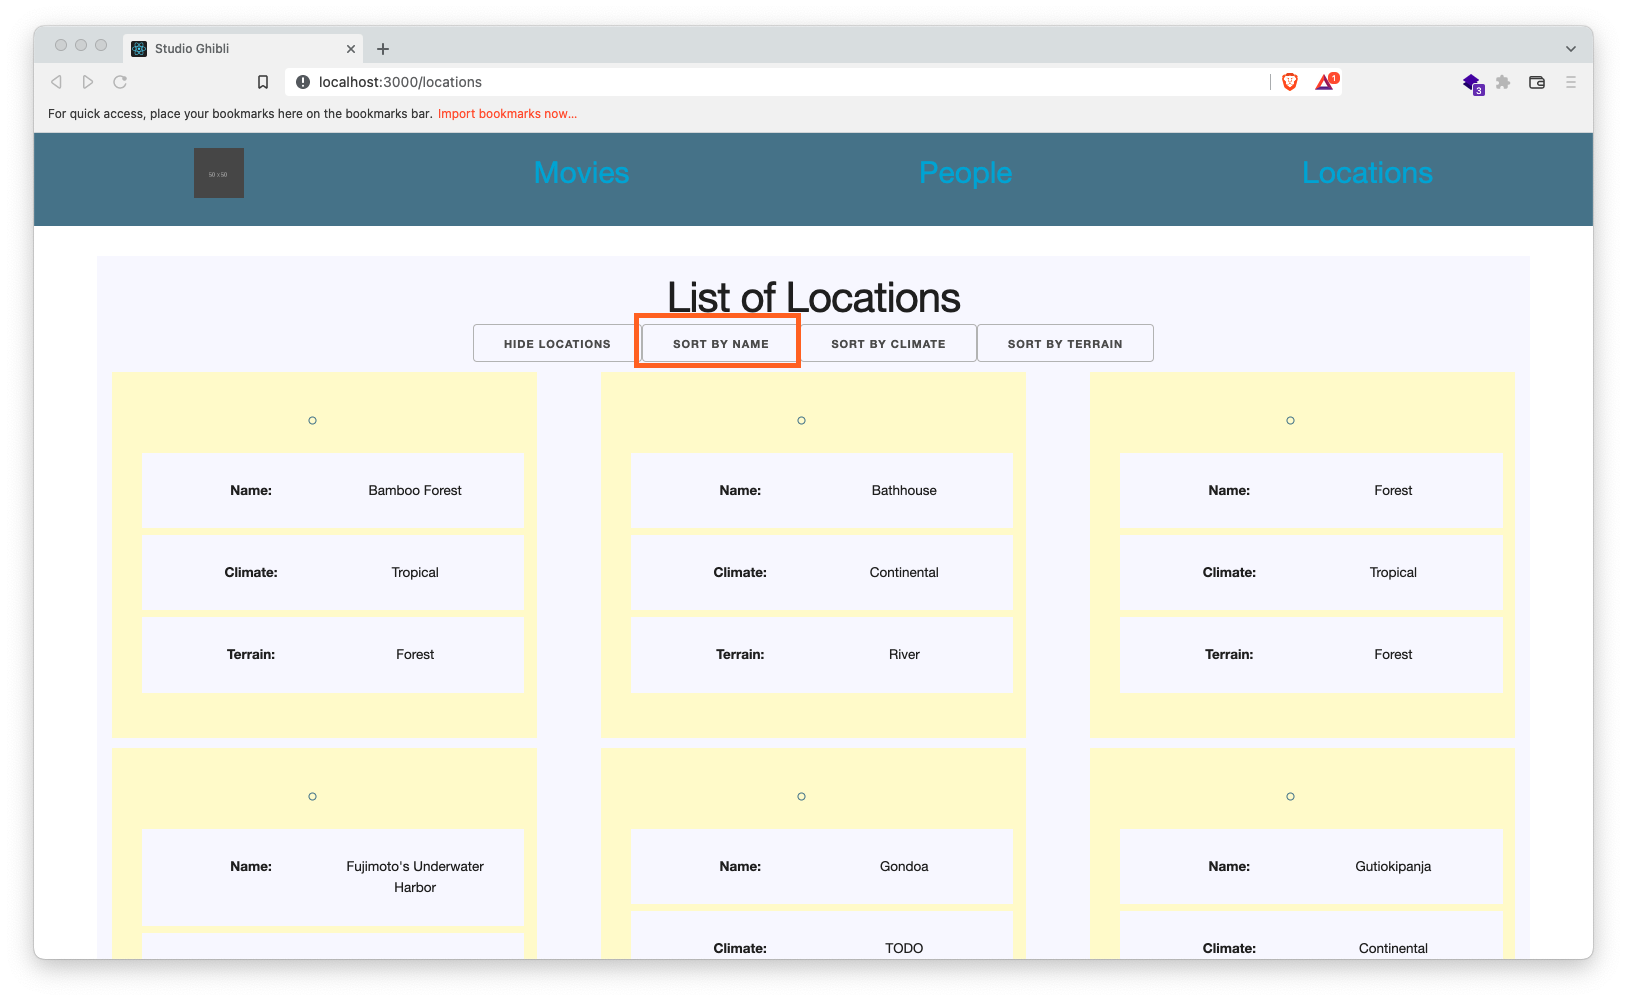 Studio Ghibli
localhost:3000/locations
1
3
For quick access, place your bookmarks here on the bookmarks bar. Import bookmarks now...
50 x 50
Movies
People
Locations
List of Locations
HIDE LOCATIONS
SORT BY NAME
SORT BY CLIMATE
SORT BY TERRAIN
Name: Bamboo Forest
Climate: Tropical
Terrain: Forest
Name: Bathhouse
Climate: Continental
Terrain: River
Name: Forest
Climate: Tropical
Terrain: Forest
Name: Fujimoto's Underwater
Harbor
Name: Gondoa
Climate: TODO
Name: Gutiokipanja
Climate: Continental